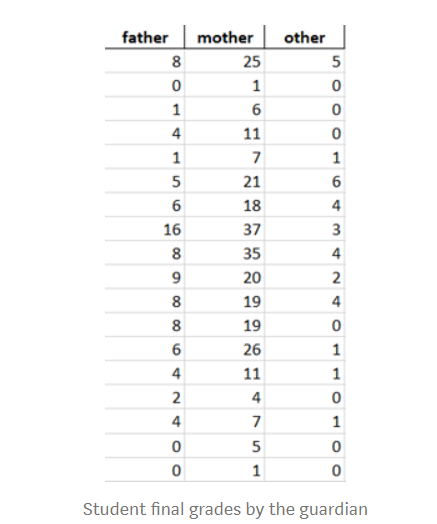 father mother other
8 25 5
0 1 0
1 6 0
4 11 0
1 7 1
5 21 6
6 18 4
16 37 3
8 35 4
9 20 2
8 19 4
8 19 0
6 26 1
4 11 1
2 4 0
4 7 1
0 5 0
0 1 0
Student final grades by the guardian